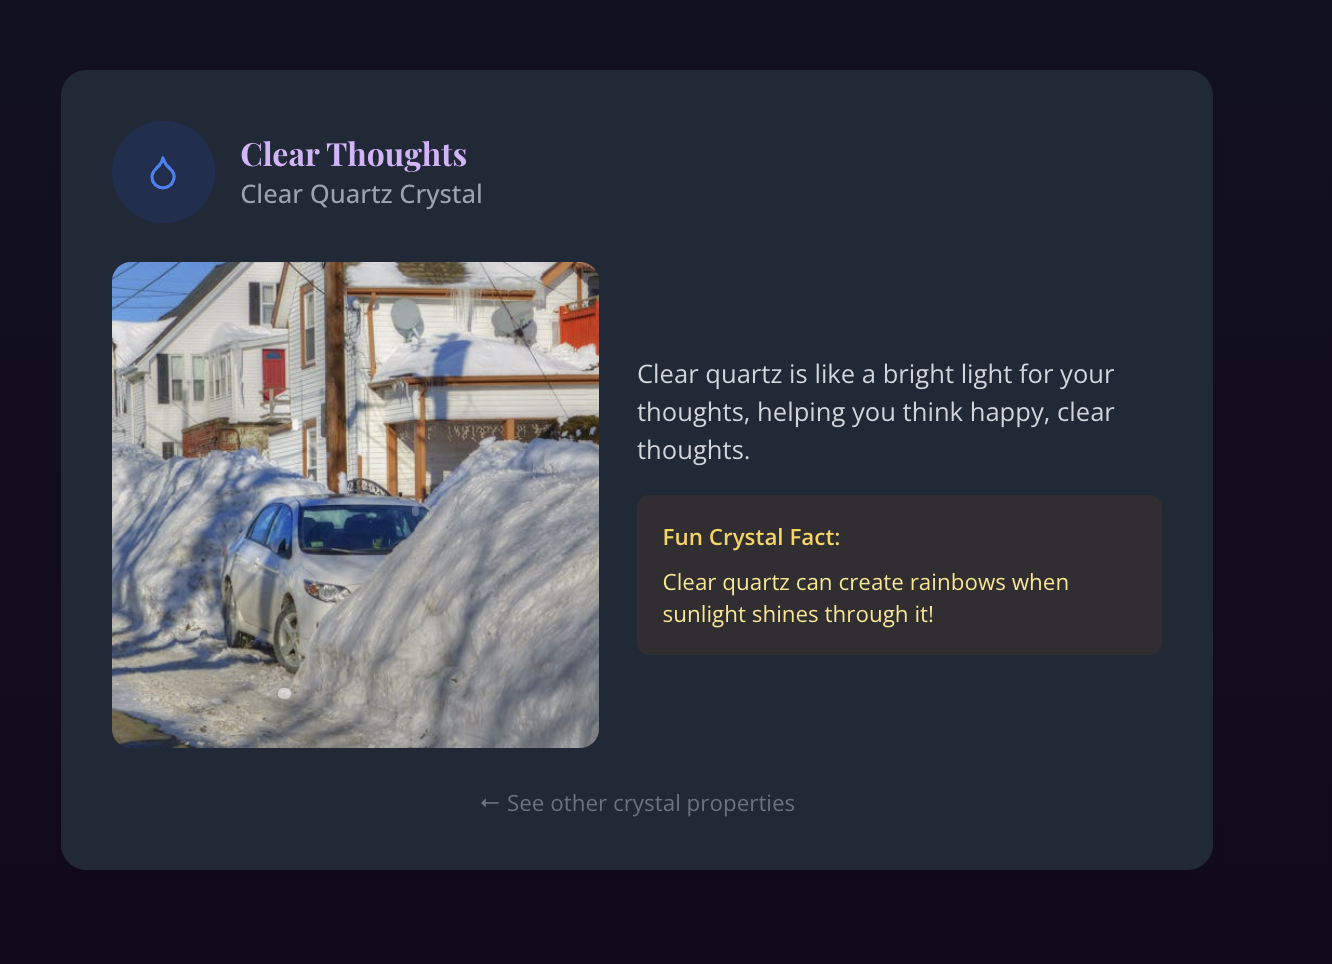 Clear Thoughts
Clear Quartz Crystal
Clear quartz is like a bright light for your
thoughts, helping you think happy, clear
thoughts.
Fun Crystal Fact:
Clear quartz can create rainbows when
sunlight shines through it!
← See other crystal properties